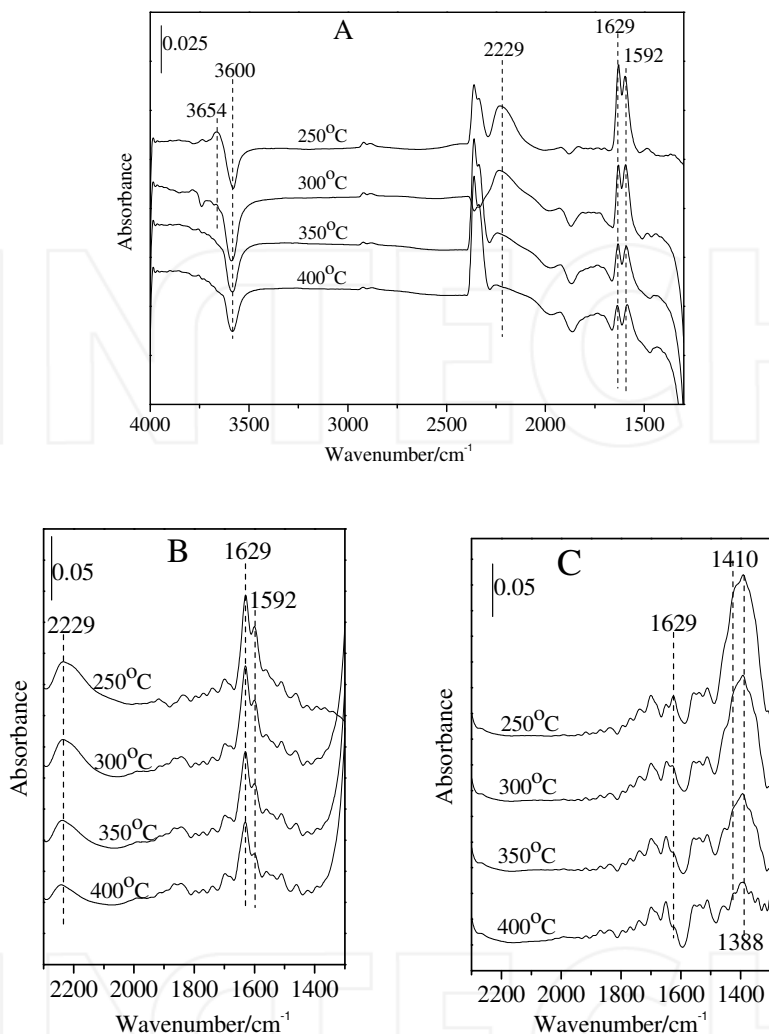 A
0.025
1629
2229
1592
3600
3654
250°C
300°C
350°C
400°C
Absorbance
4000 3500 3000 2500 2000 1500
Wavenumber/cm⁻¹
B
0.05
1629
1592
2229
250°C
300°C
350°C
400°C
Absorbance
2200 2000 1800 1600 1400
Wavenumber/cm⁻¹
C
0.05
1410
1629
250°C
300°C
350°C
400°C
1388
Absorbance
2200 2000 1800 1600 1400
Wavenumber/cm⁻¹
INTECH
INTECH